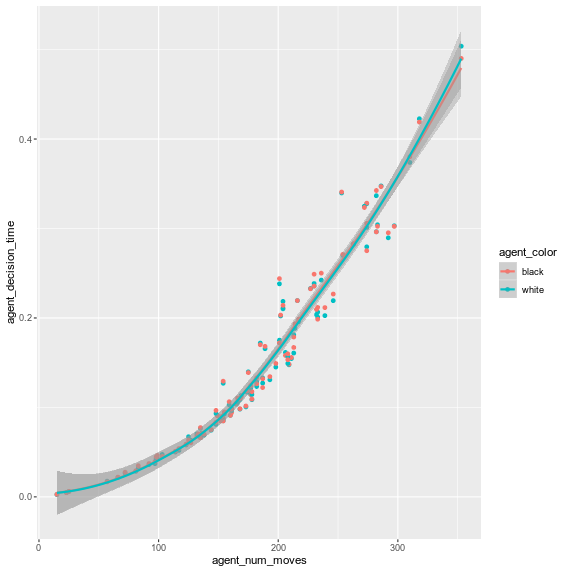 0.4
0.2
0.0
agent_decision_time
0
100
200
300
agent_num_moves
agent_color
black
white